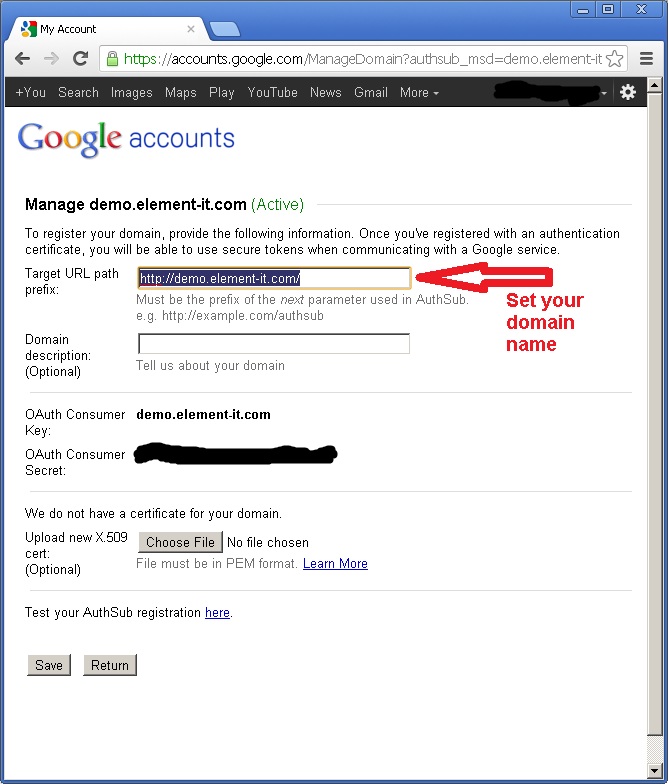 My Account
https://accounts.google.com/ManageDomain?authsub_msd=demo.element-it
+You Search Images Maps Play YouTube News Gmail More
Google accounts
Manage demo.element-it.com (Active)
To register your domain, provide the following information. Once you've registered with an authentication
certificate, you will be able to use secure tokens when communicating with a Google service.
Target URL path
prefix:
http://demo.element-it.com/
Must be the prefix of the next parameter used in AuthSub.
e.g. http://example.com/authsub
Set your
domain
name
Domain
description:
(Optional)
Tell us about your domain
OAuth Consumer
Key:
demo.element-it.com
OAuth Consumer
Secret:
We do not have a certificate for your domain.
Upload new X.509
cert:
(Optional)
Choose File No file chosen
File must be in PEM format. Learn More
Test your AuthSub registration here.
Save Return